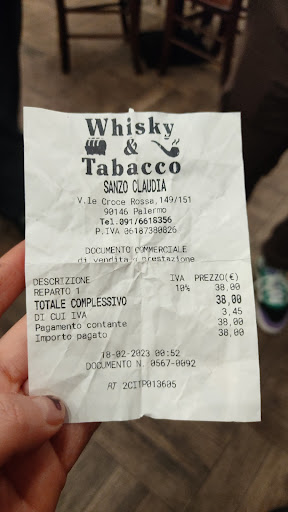 Whisky
&
Tabacco
SANZO CLAUDIA
V.le Croce Rossa,149/151
90146 Palermo
Tel.091/6618356
P.IVA 06187380826
DOCUMENTO COMMERCIALE
di vendita o prestazione
DESCRIZIONE IVA PREZZO(€)
REPARTO 1 10% 38,00
TOTALE COMPLESSIVO 38,00
DI CUI IVA 3,45
Pagamento contante 38,00
Importo pagato 38,00
18-02-2023 00:52
DOCUMENTO N. 0567-0092
RT 2CITP013605